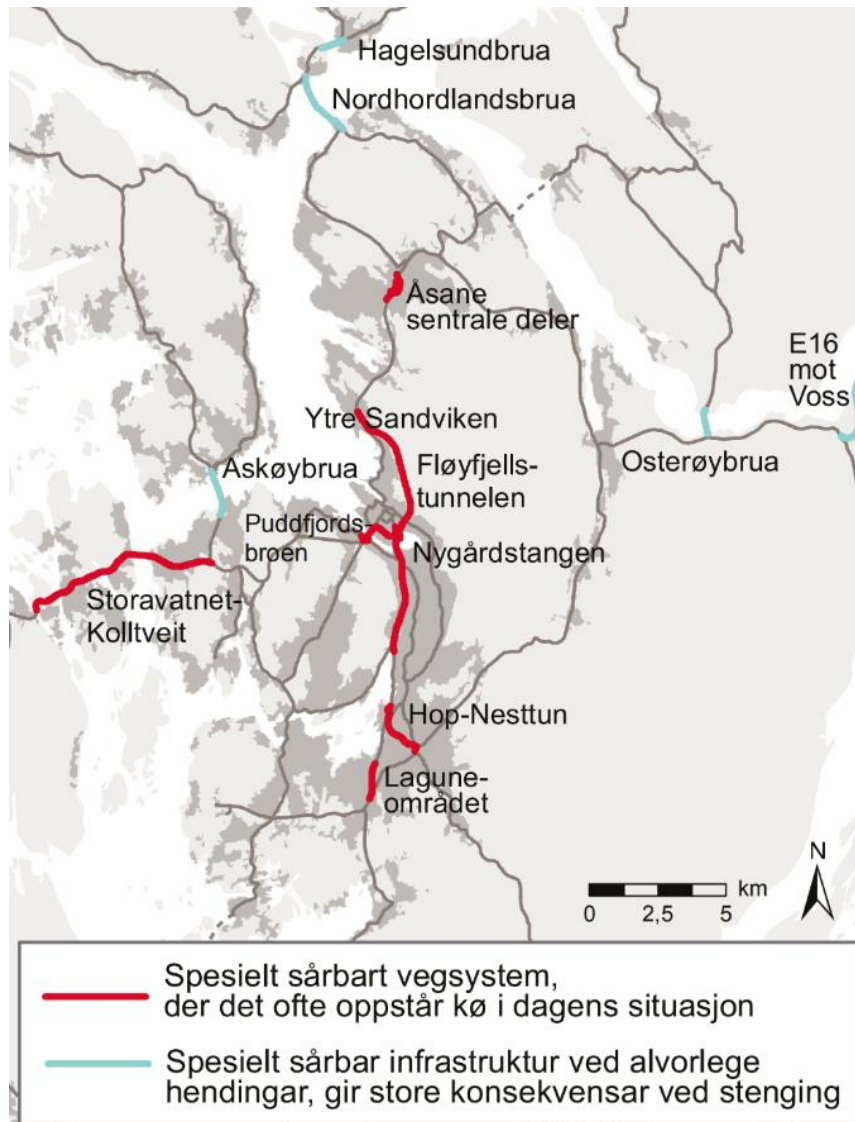 Hagelsundbrua
Nordhordlandsbrua
Åsane
sentrale deler
E16
mot
Voss
Ytre Sandviken
Askøybrua
Fløyfjells-
tunnelen
Osterøybrua
Puddfjords-
brøen
Nygårdstangen
Storavatnet-
Kolltveit
Hop-Nesttun
Lagune-
området
N
km
0 2,5 5
Spesielt sårbart vegsystem,
der det ofte oppstår kø i dagens situasjon
Spesielt sårbar infrastruktur ved alvorlege
hendingar, gir store konsekvensar ved stenging